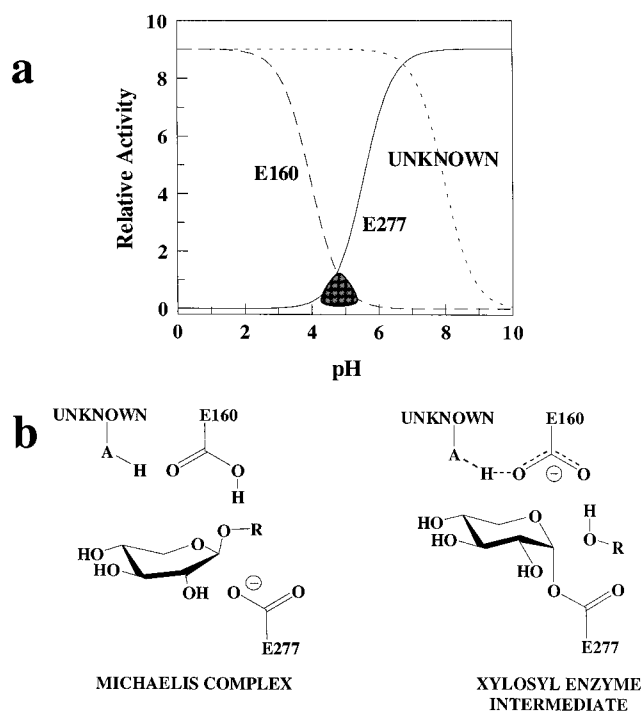 a
Relative Activity
10
8
6
4
2
0
E160
E277
UNKNOWN
0 2 4 6 8 10
pH
b
UNKNOWN
E160
A
H
O
O
H
O
O R
HO
HO
OH
O
O
E277
MICHAELIS COMPLEX
UNKNOWN
E160
A
H
O
O
O
HO
HO
HO
H
O
R
O
O
E277
XYLOSYL ENZYME
INTERMEDIATE